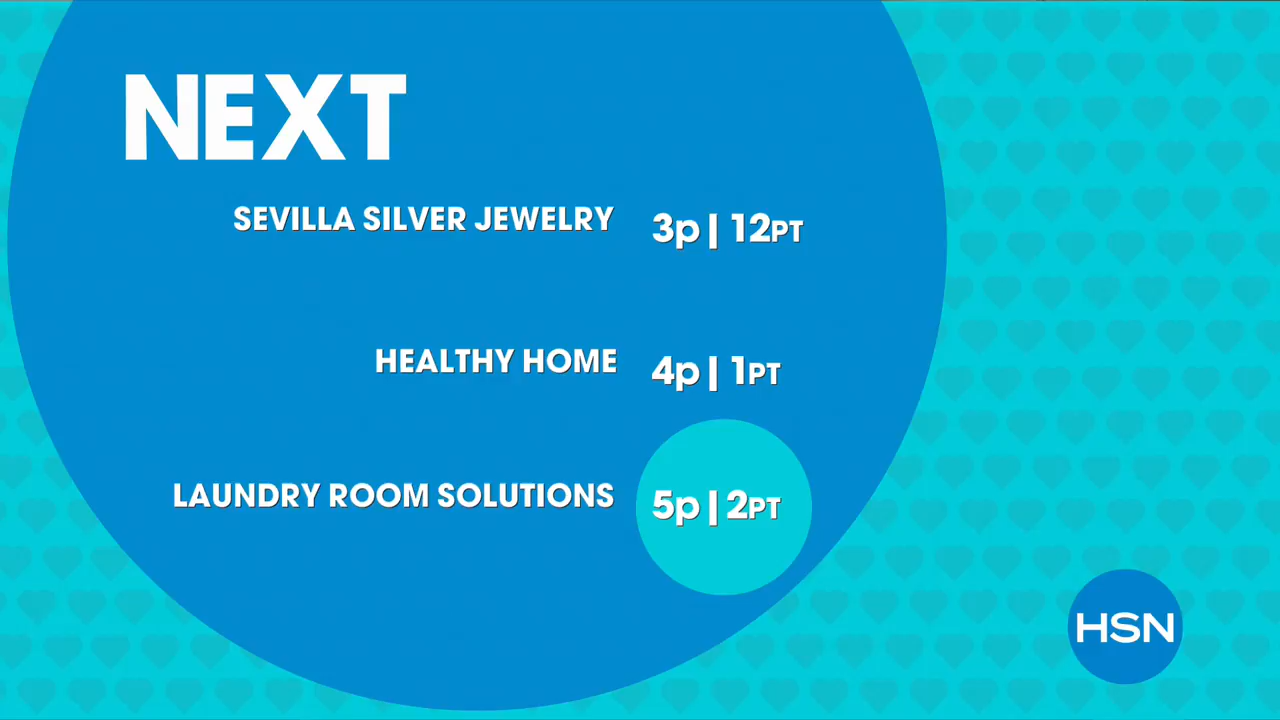 NEXT
SEVILLA SILVER JEWELRY 3p | 12PT
HEALTHY HOME 4p | 1PT
LAUNDRY ROOM SOLUTIONS 5p | 2PT
HSN